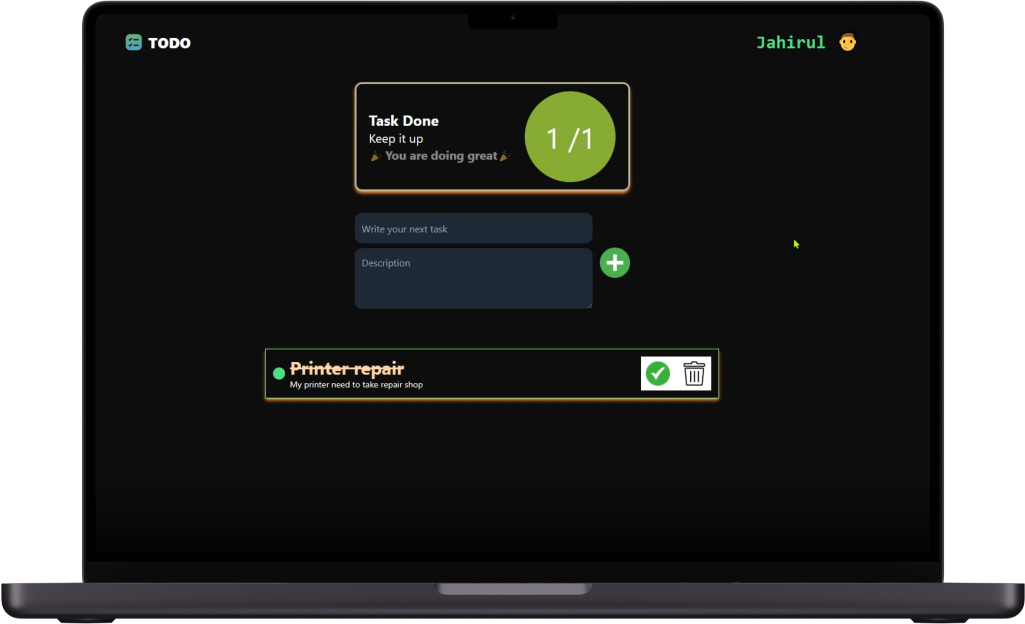 TODO
Jahirul
Task Done
Keep it up
You are doing great
1 /1
Write your next task
Description
Printer repair
My printer need to take repair shop